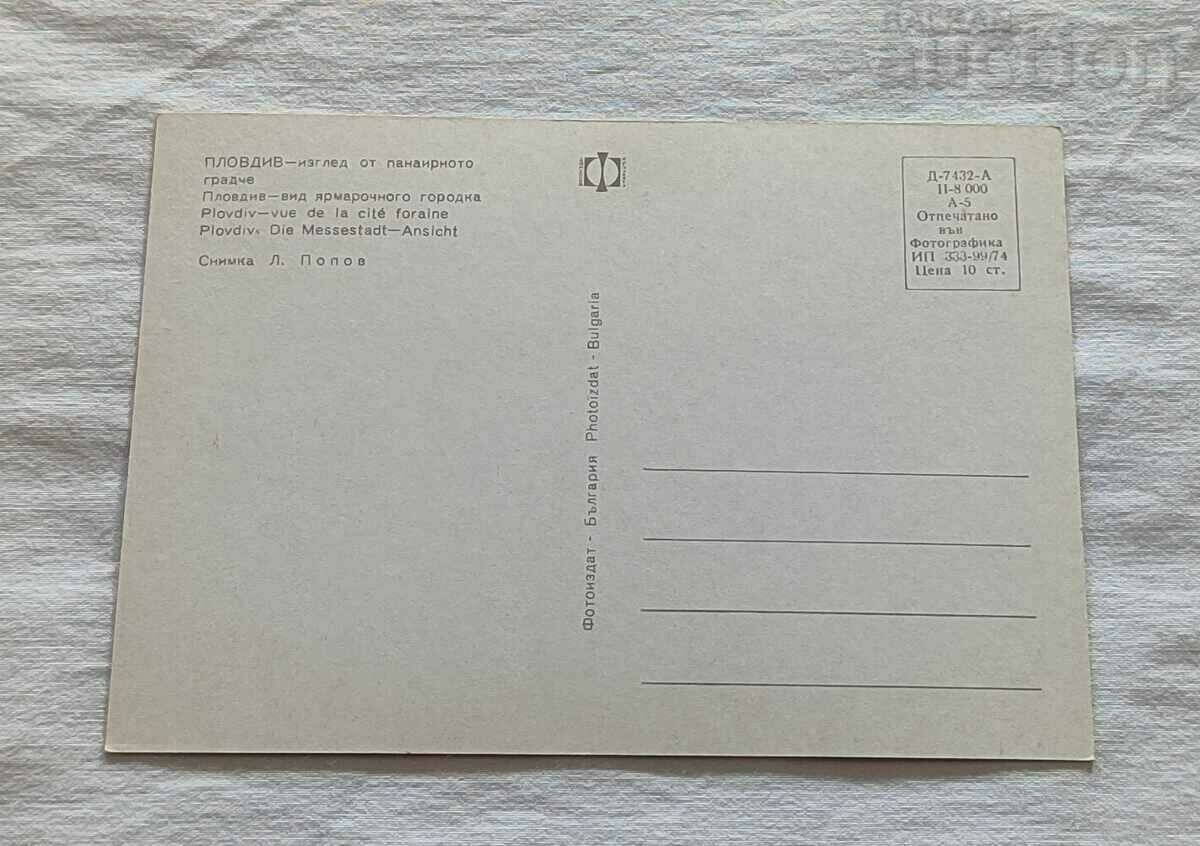 ПЛОВДИВ—изглед от панаирното
градче
Пловдив—вид ярмарочного городка
Plovdiv—vue de la cité foraine
Plovdiv. Die Messestadt—Ansicht
Снимка Л. Попов
Фотоиздат - България Photoizdat - Bulgaria
Д-7432-А
II-8 000
А-5
Отпечатано
във
Фотографика
ИП 333-99/74
Цена 10 ст.
auction